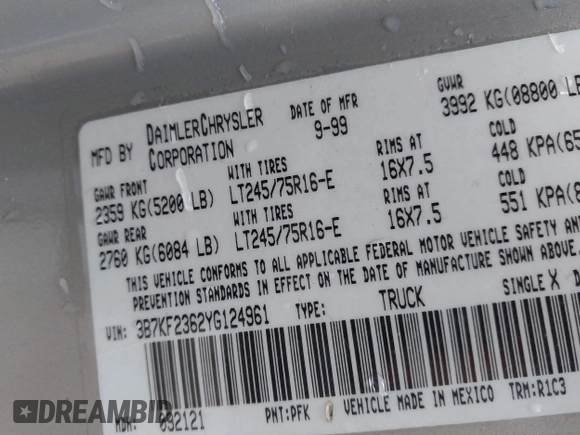 MFD BY DAIMLERCHRYSLER CORPORATION DATE OF MFR 9-99 GVWR 3992 KG(08800 LB
GAWR FRONT WITH TIRES RIMS AT COLD
2359 KG(5200 LB) LT245/75R16-E 16X7.5 448 KPA(65
GAWR REAR WITH TIRES RIMS AT COLD
2760 KG(6084 LB) LT245/75R16-E 16X7.5 551 KPA(8
THIS VEHICLE CONFORMS TO ALL APPLICABLE FEDERAL MOTOR VEHICLE SAFETY AND
PREVENTION STANDARDS IN EFFECT ON THE DATE OF MANUFACTURE SHOWN ABOVE.
VIN: 3B7KF2362YG124961 TYPE: TRUCK SINGLE X D
MDH: 092121 PNT:PFK VEHICLE MADE IN MEXICO TRM:R1C3
DREAMBID